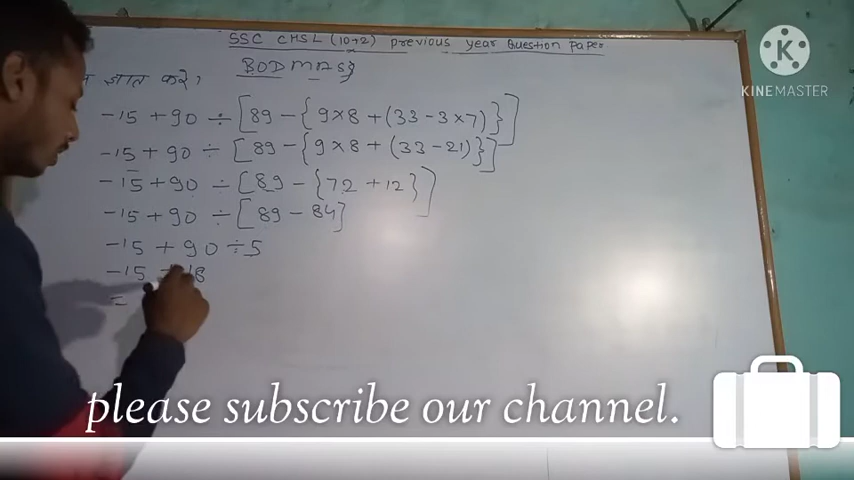 SSC CHSL (10+2) previous year Question Paper
BODMAS
ज्ञात करें।
-15 + 90 ÷ [89 - {9×8 + (33 - 3×7)}]
-15 + 90 ÷ [89 - {9×8 + (33 - 21)}]
-15 + 90 ÷ [89 - {72 + 12}]
-15 + 90 ÷ [89 - 84]
-15 + 90 ÷ 5
-15 + 18
=
KINEMASTER
please subscribe our channel.